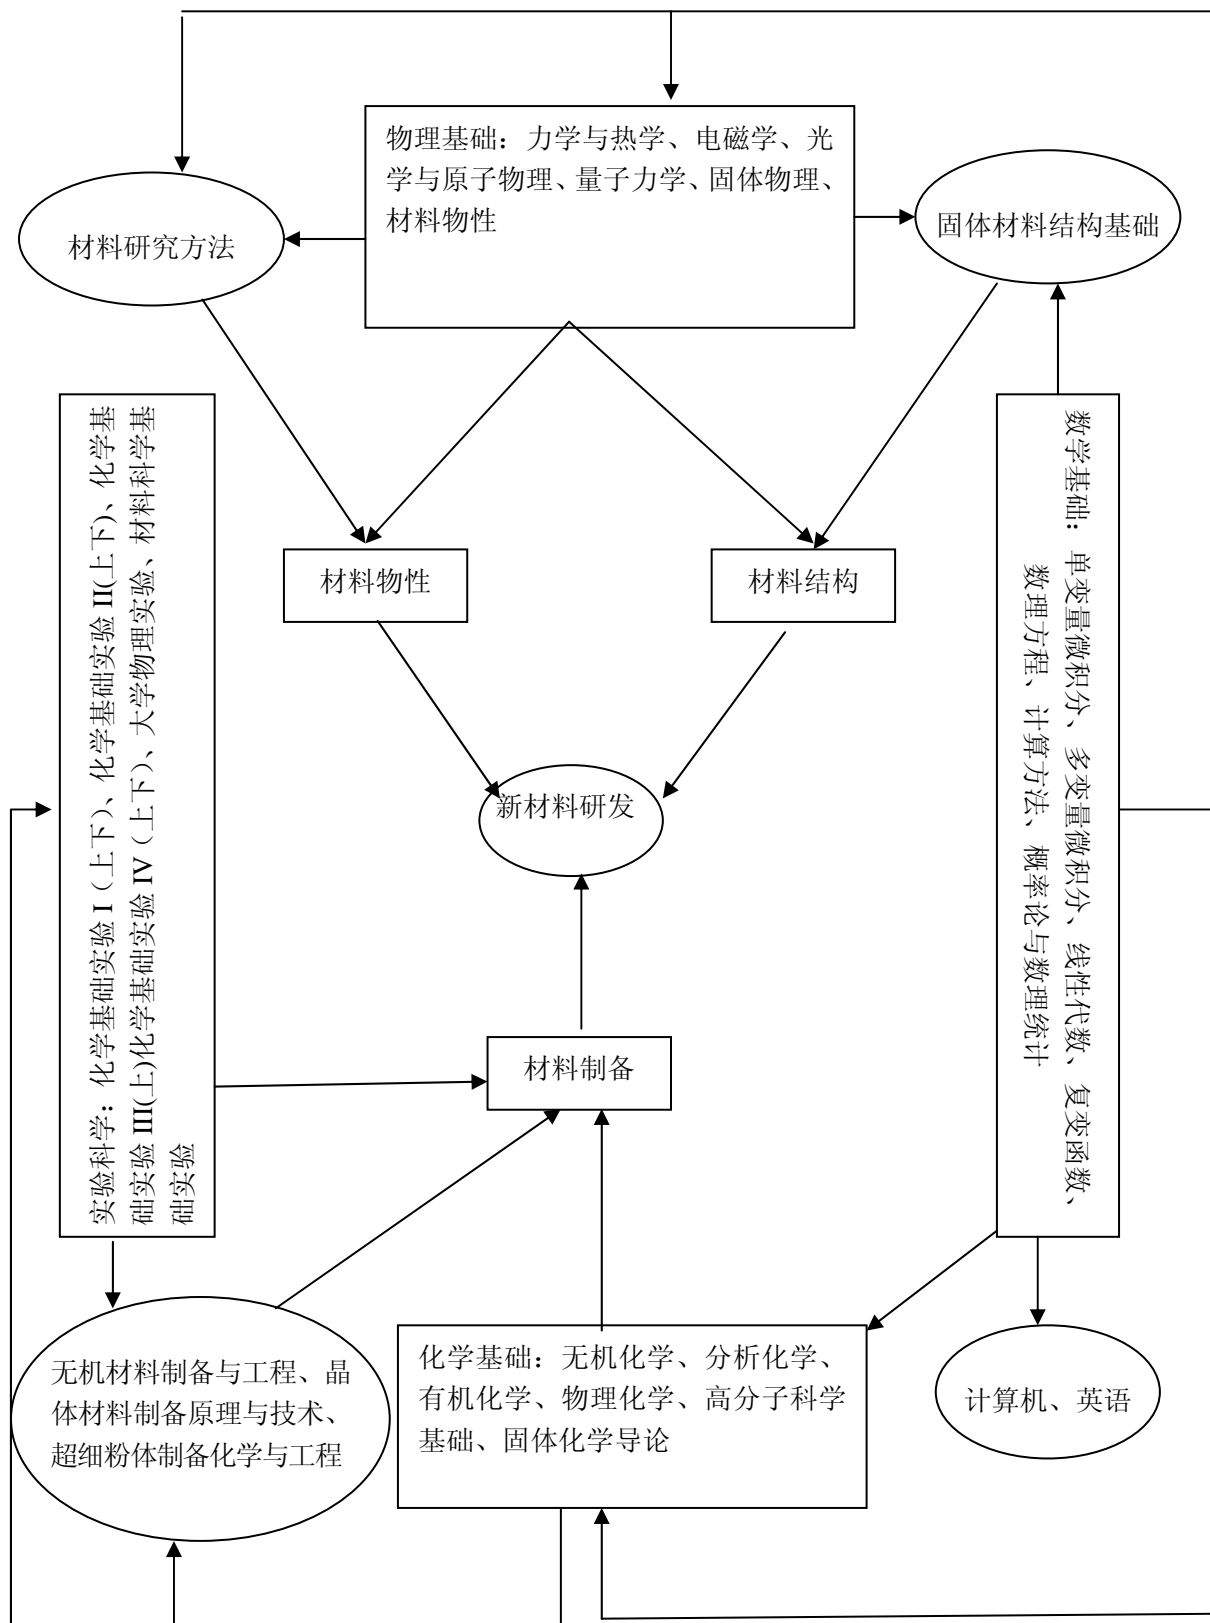 物理基础：力学与热学、电磁学、光
学与原子物理、量子力学、固体物理、
材料物性
材料研究方法
固体材料结构基础
实验科学：化学基础实验 I（上下）、化学基础实验 II(上下)、化学基
础实验 III(上)化学基础实验 IV（上下）、大学物理实验、材料科学基
础实验
数学基础：单变量微积分、多变量微积分、线性代数、复变函数、
数理方程、计算方法、概率论与数理统计
材料物性
材料结构
新材料研发
材料制备
无机材料制备与工程、晶
体材料制备原理与技术、
超细粉体制备化学与工程
化学基础：无机化学、分析化学、
有机化学、物理化学、高分子科学
基础、固体化学导论
计算机、英语